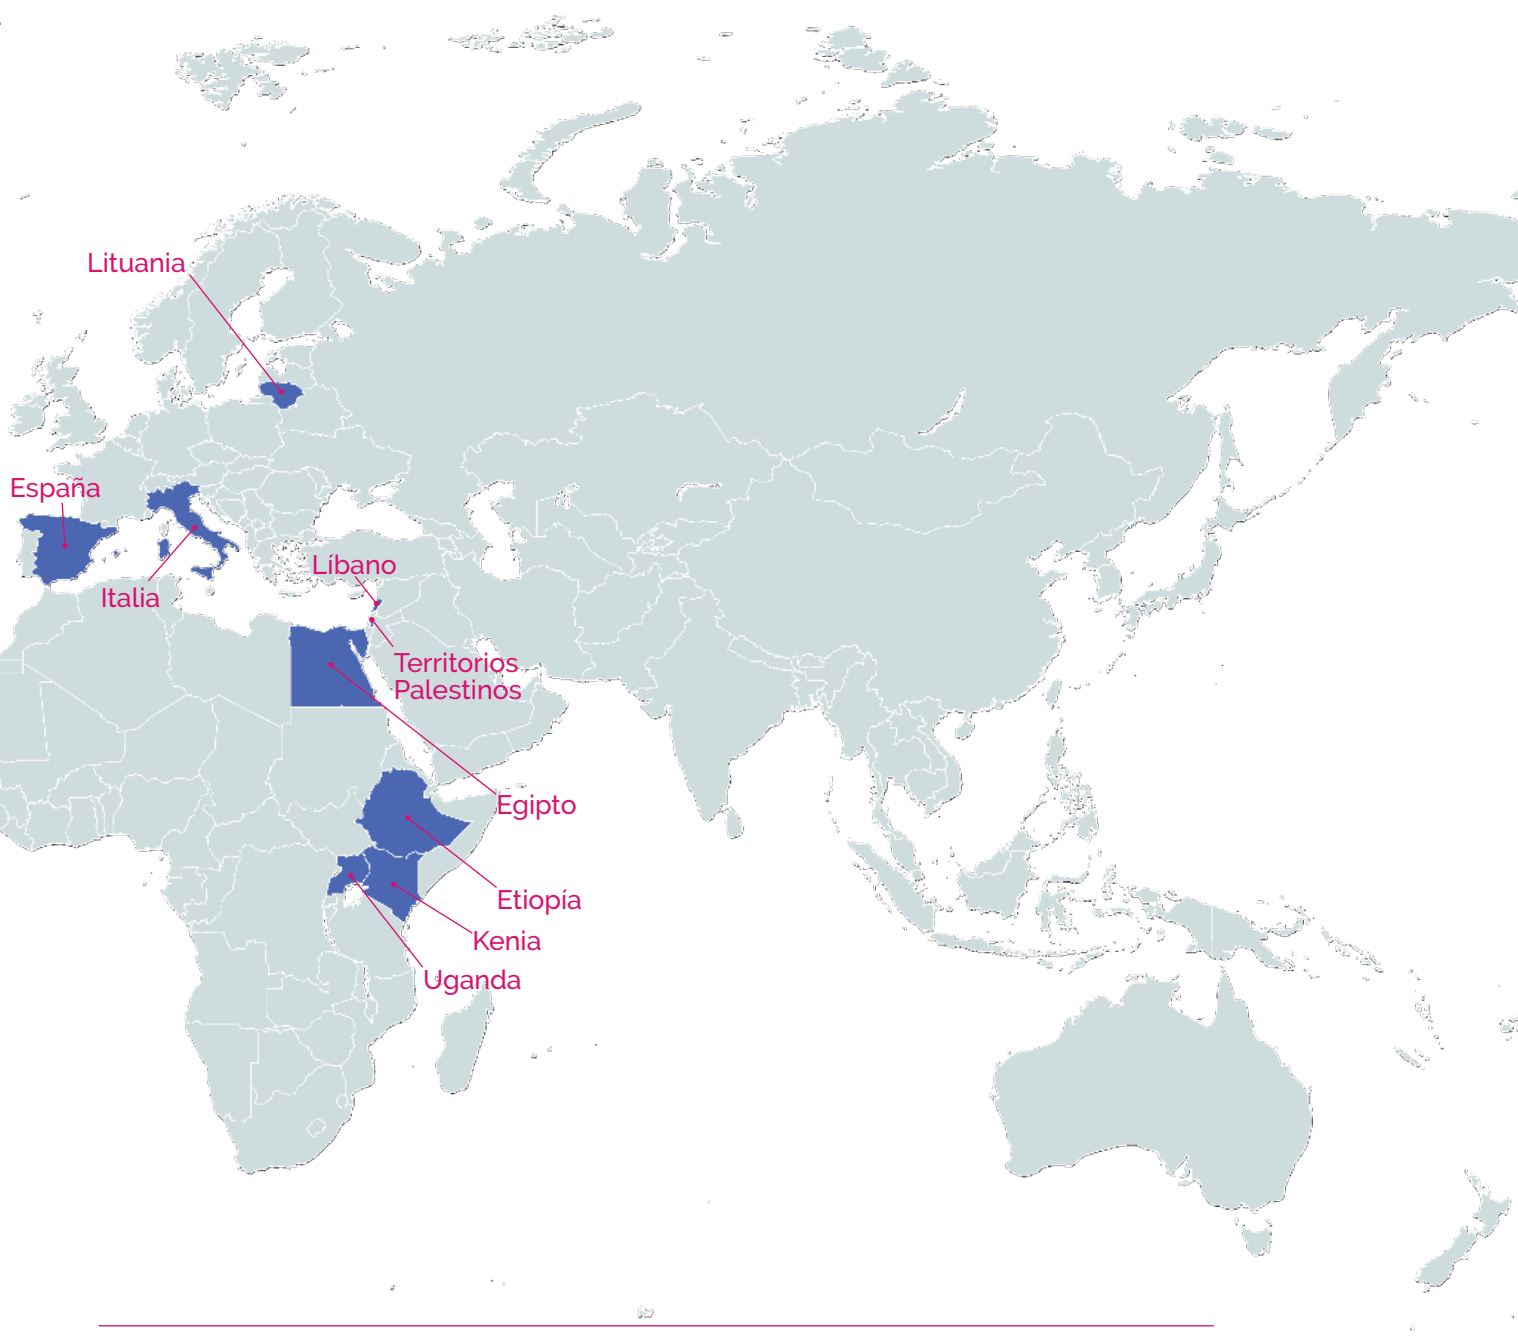 Lituania
España
Italia
Líbano
Territorios
Palestinos
Egipto
Etiopía
Kenia
Uganda